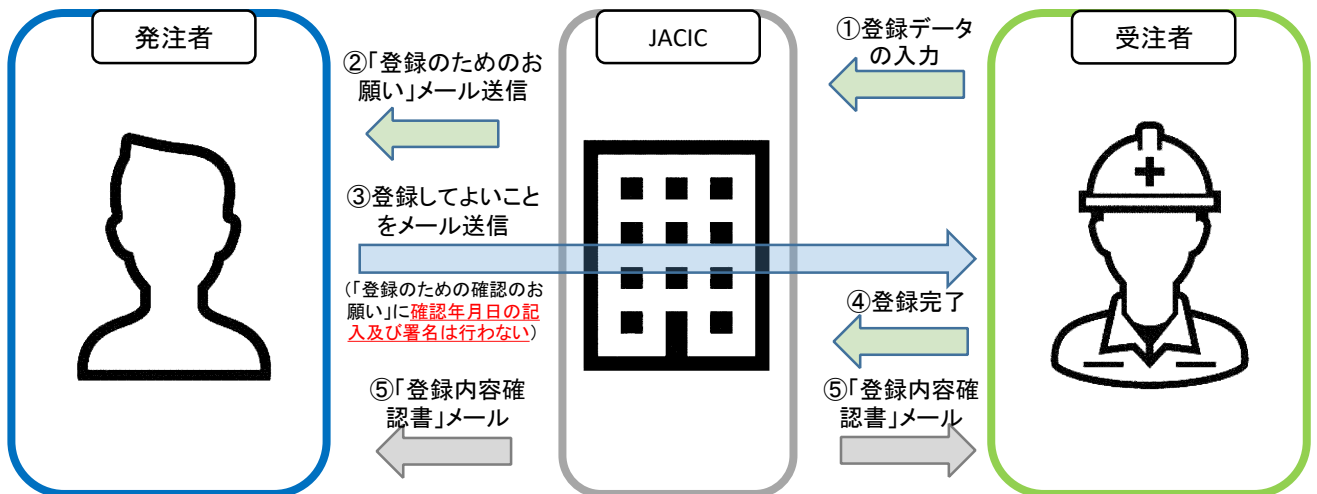 発注者
JACIC
受注者
①登録データ
の入力
②「登録のためのお
願い」メール送信
③登録してよいこと
をメール送信
(「登録のための確認のお
願い」に確認年月日の記
入及び署名は行わない)
④登録完了
⑤「登録内容確
認書」メール
⑤「登録内容確
認書」メール